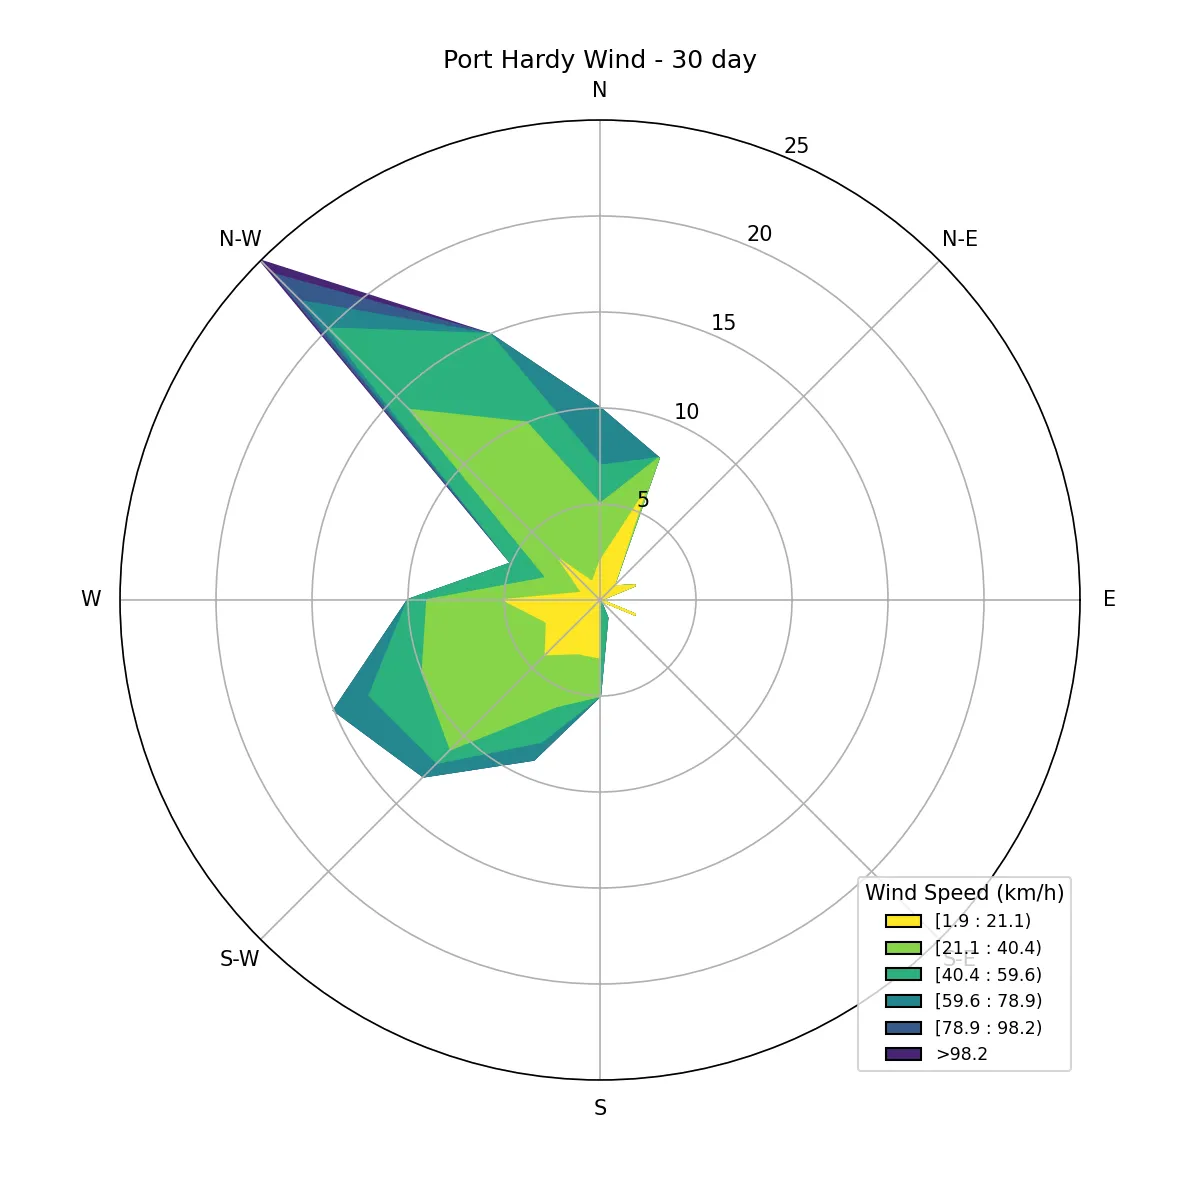 Port Hardy Wind - 30 day
N
25
N-W
20
N-E
15
10
5
W
E
Wind Speed (km/h)
[1.9 : 21.1)
[21.1 : 40.4)
S-W
S-E
[40.4 : 59.6)
[59.6 : 78.9)
[78.9 : 98.2)
>98.2
S